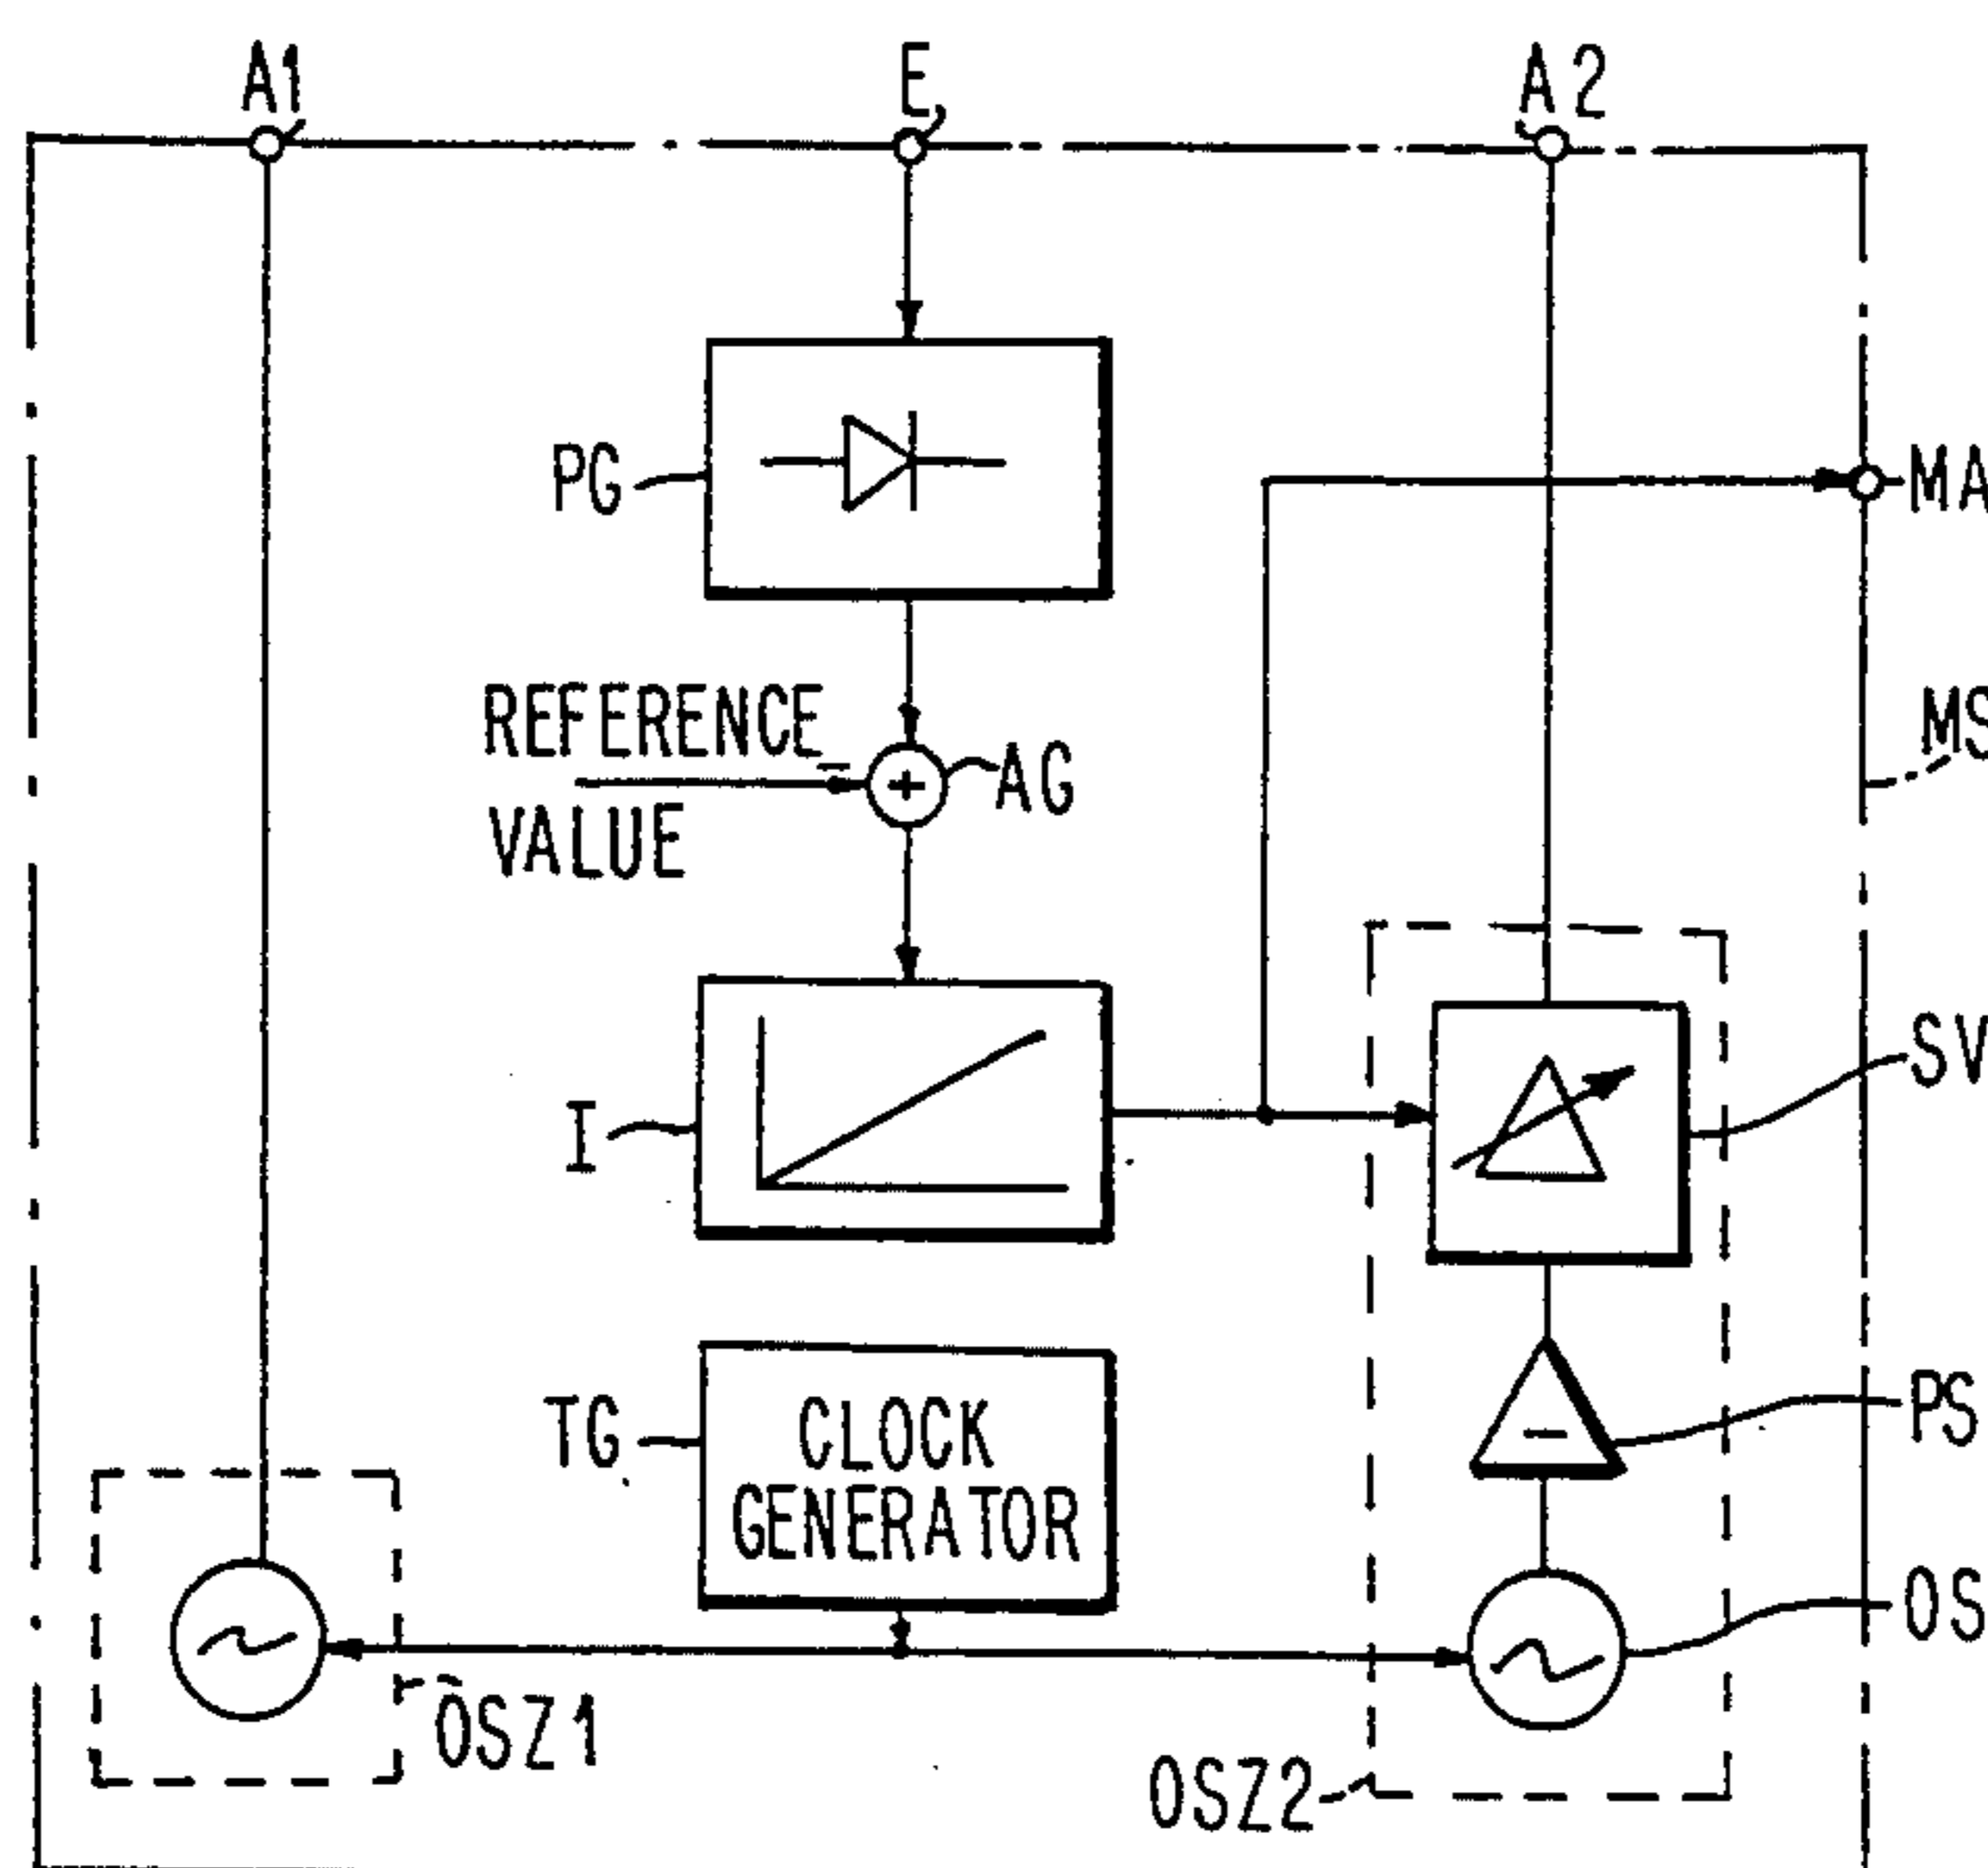 A1
E
A2
PG
MA
REFERENCE
MS
VALUE
AG
SV
I
PS
TG
CLOCK
GENERATOR
OS
OSZ1
OSZ2